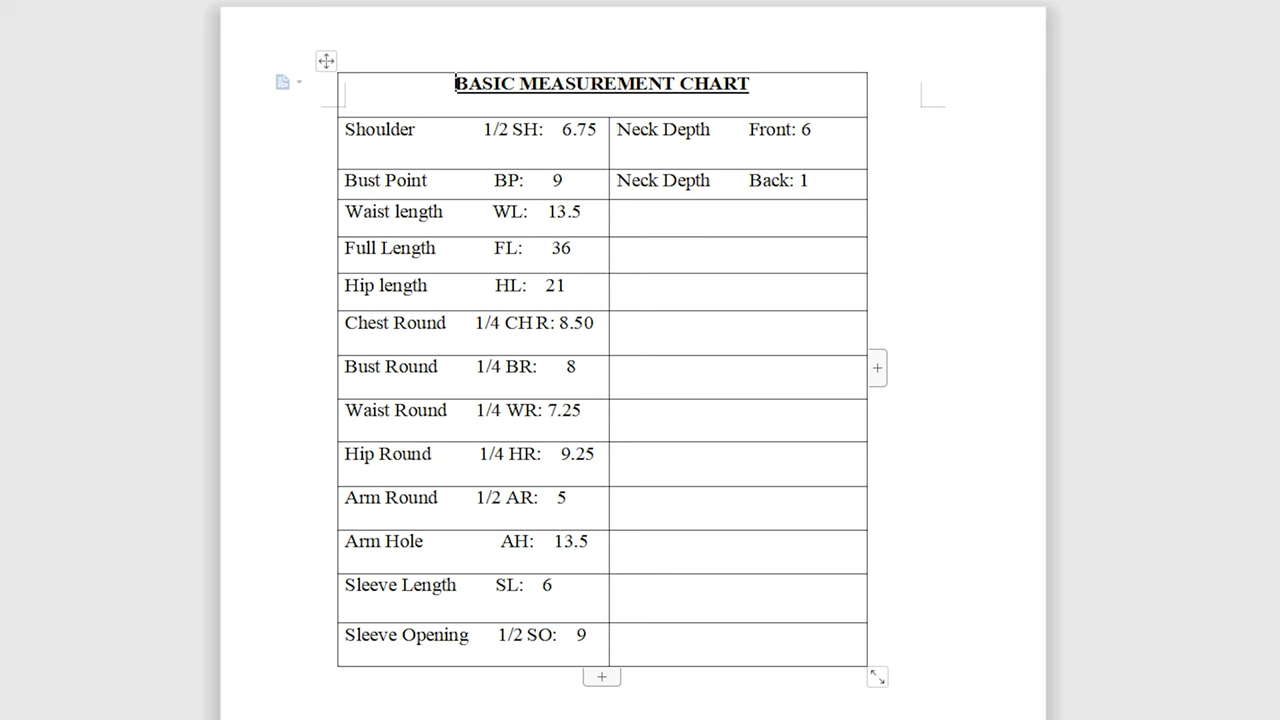 BASIC MEASUREMENT CHART
Shoulder 1/2 SH: 6.75 Neck Depth Front: 6
Bust Point BP: 9 Neck Depth Back: 1
Waist length WL: 13.5
Full Length FL: 36
Hip length HL: 21
Chest Round 1/4 CH R: 8.50
Bust Round 1/4 BR: 8
Waist Round 1/4 WR: 7.25
Hip Round 1/4 HR: 9.25
Arm Round 1/2 AR: 5
Arm Hole AH: 13.5
Sleeve Length SL: 6
Sleeve Opening 1/2 SO: 9